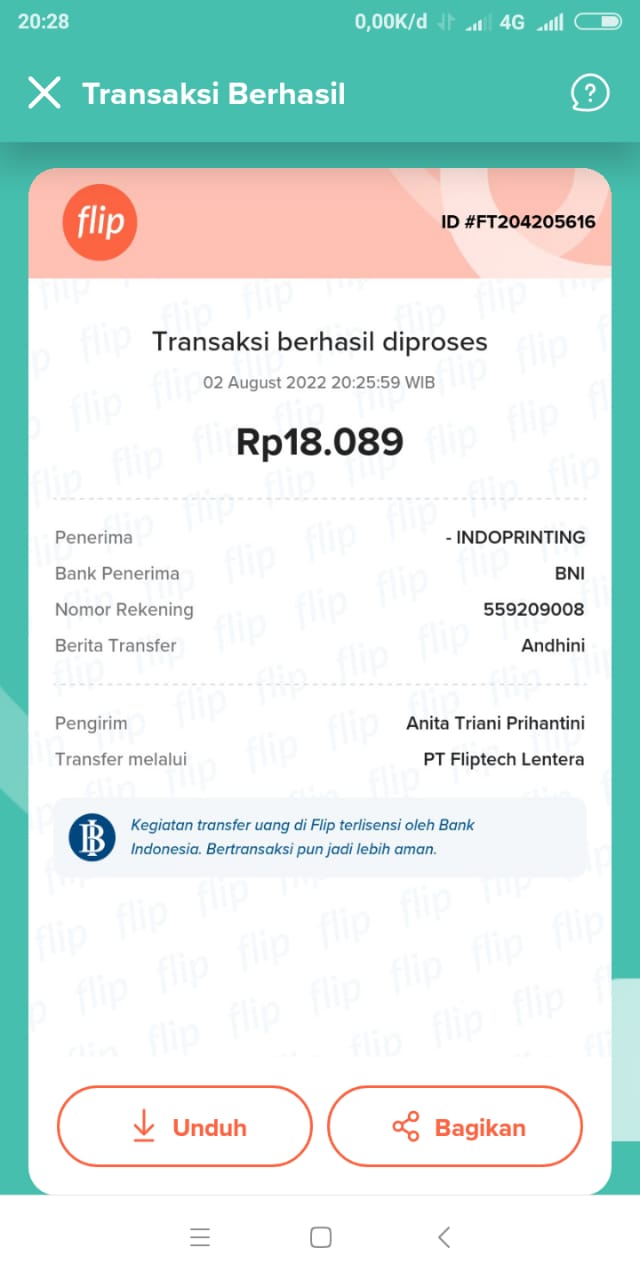 20:28 0,00K/d 4G
Transaksi Berhasil ?
flip ID #FT204205616
Transaksi berhasil diproses
02 August 2022 20:25:59 WIB
Rp18.089
Penerima - INDOPRINTING
Bank Penerima BNI
Nomor Rekening 559209008
Berita Transfer Andhini
Pengirim Anita Triani Prihantini
Transfer melalui PT Fliptech Lentera
Kegiatan transfer uang di Flip terlisensi oleh Bank
Indonesia. Bertransaksi pun jadi lebih aman.
Unduh Bagikan